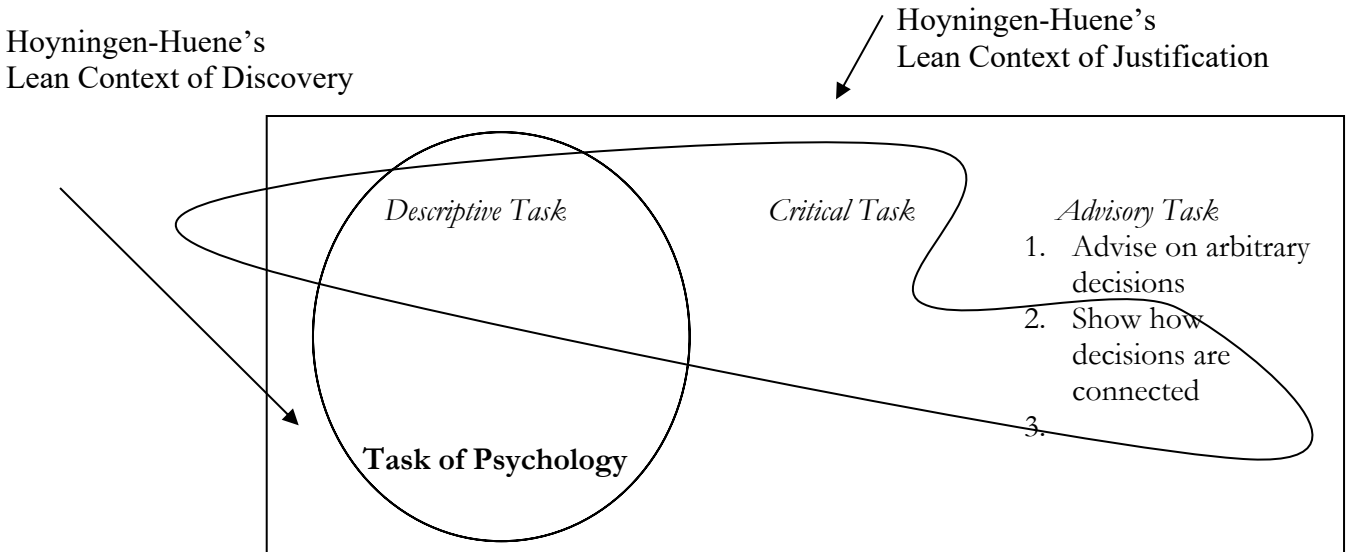 Hoyningen-Huene’s
Lean Context of Discovery
Hoyningen-Huene’s
Lean Context of Justification
Descriptive Task
Critical Task
Advisory Task
1. Advise on arbitrary
decisions
2. Show how
decisions are
connected
3.
Task of Psychology